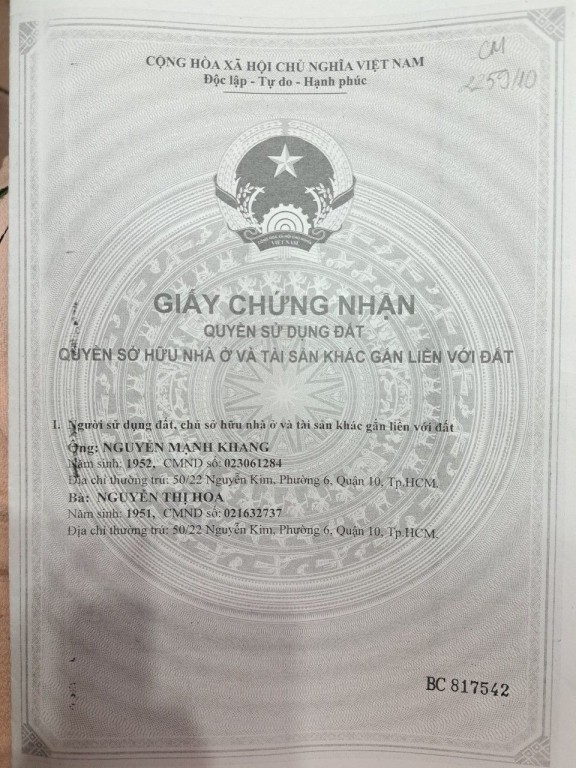 CỘNG HÒA XÃ HỘI CHỦ NGHĨA VIỆT NAM
Độc lập - Tự do - Hạnh phúc
CM
2259/10
VIỆT NAM
GIẤY CHỨNG NHẬN
QUYỀN SỬ DỤNG ĐẤT
QUYỀN SỞ HỮU NHÀ Ở VÀ TÀI SẢN KHÁC GẮN LIỀN VỚI ĐẤT
I. Người sử dụng đất, chủ sở hữu nhà ở và tài sản khác gắn liền với đất
Ông: NGUYỄN MẠNH KHANG
Năm sinh: 1952, CMND số: 023061284
Địa chỉ thường trú: 50/22 Nguyễn Kim, Phường 6, Quận 10, Tp.HCM.
Bà: NGUYỄN THỊ HOA
Năm sinh: 1951, CMND số: 021632737
Địa chỉ thường trú: 50/22 Nguyễn Kim, Phường 6, Quận 10, Tp.HCM.
BC 817542